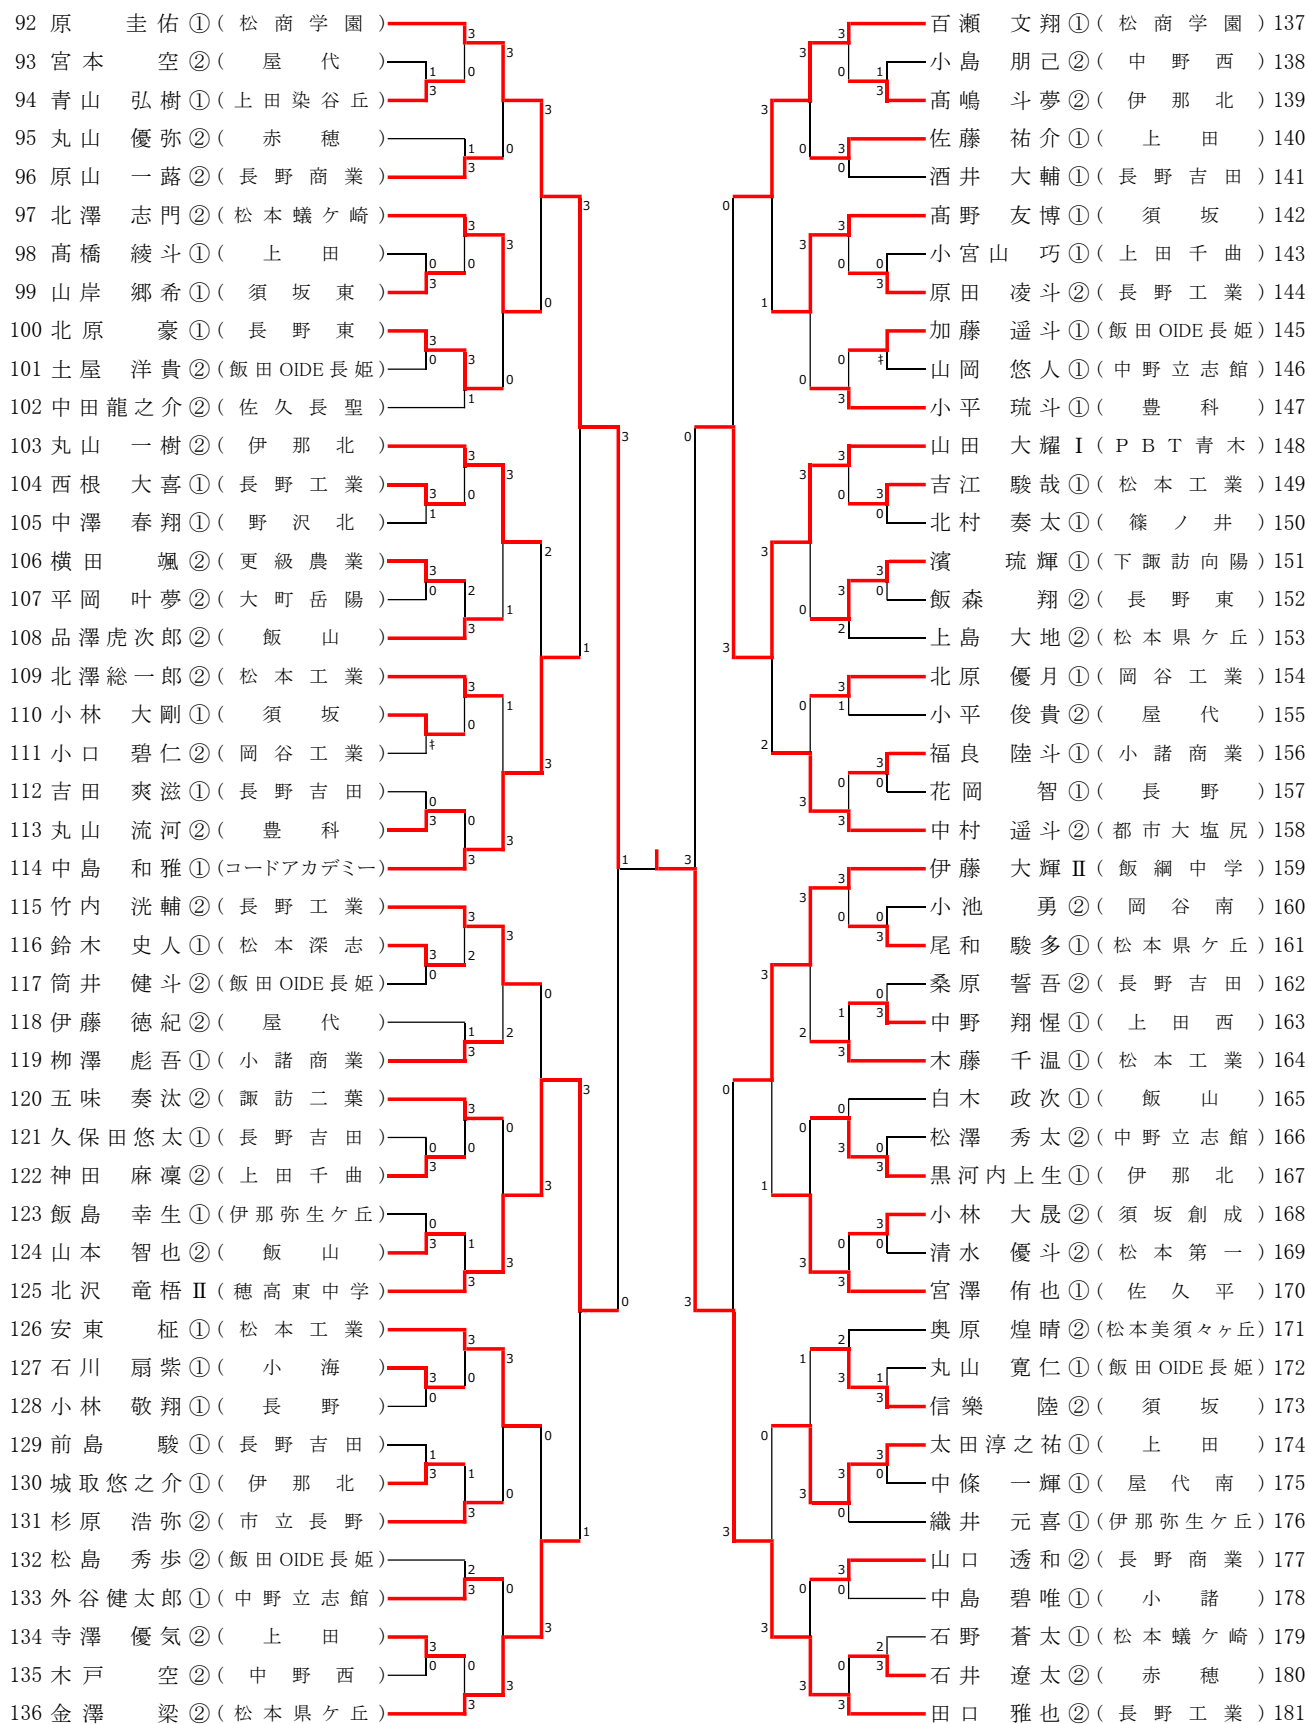 92 原 圭佑①(松商学園)
93 宮本 空②(屋代)
94 青山 弘樹①(上田染谷丘)
95 丸山 優弥②(赤穂)
96 原山 一蕗②(長野商業)
97 北澤 志門②(松本蟻ケ崎)
98 髙橋 綾斗①(上田)
99 山岸 郷希①(須坂東)
100 北原 豪①(長野東)
101 土屋 洋貴②(飯田OIDE長姫)
102 中田龍之介②(佐久長聖)
103 丸山 一樹②(伊那北)
104 西根 大喜①(長野工業)
105 中澤 春翔①(野沢北)
106 横田 颯②(更級農業)
107 平岡 叶夢②(大町岳陽)
108 品澤虎次郎②(飯山)
109 北澤総一郎②(松本工業)
110 小林 大剛①(須坂)
111 小口 碧仁②(岡谷工業)
112 吉田 爽滋①(長野吉田)
113 丸山 流河②(豊科)
114 中島 和雅①(コードアカデミー)
115 竹内 洸輔②(長野工業)
116 鈴木 史人①(松本深志)
117 筒井 健斗②(飯田OIDE長姫)
118 伊藤 徳紀②(屋代)
119 栁澤 彪吾①(小諸商業)
120 五味 奏汰②(諏訪二葉)
121 久保田悠太①(長野吉田)
122 神田 麻凜②(上田千曲)
123 飯島 幸生①(伊那弥生ケ丘)
124 山本 智也②(飯山)
125 北沢 竜梧Ⅱ(穂高東中学)
126 安東 柾①(松本工業)
127 石川 扇紫①(小海)
128 小林 敬翔①(長野)
129 前島 駿①(長野吉田)
130 城取悠之介①(伊那北)
131 杉原 浩弥②(市立長野)
132 松島 秀歩②(飯田OIDE長姫)
133 外谷健太郎①(中野立志館)
134 寺澤 優気②(上田)
135 木戸 空②(中野西)
136 金澤 梁②(松本県ケ丘)
百瀬 文翔①(松商学園)137
小島 朋己②(中野西)138
髙嶋 斗夢②(伊那北)139
佐藤 祐介①(上田)140
酒井 大輔①(長野吉田)141
髙野 友博①(須坂)142
小宮山 巧①(上田千曲)143
原田 凌斗②(長野工業)144
加藤 遥斗①(飯田OIDE長姫)145
山岡 悠人①(中野立志館)146
小平 琉斗①(豊科)147
山田 大耀Ⅰ(PBT青木)148
吉江 駿哉①(松本工業)149
北村 奏太①(篠ノ井)150
濱 琉輝①(下諏訪向陽)151
飯森 翔②(長野東)152
上島 大地②(松本県ケ丘)153
北原 優月①(岡谷工業)154
小平 俊貴②(屋代)155
福良 陸斗①(小諸商業)156
花岡 智①(長野)157
中村 遥斗②(都市大塩尻)158
伊藤 大輝Ⅱ(飯綱中学)159
小池 勇②(岡谷南)160
尾和 駿多①(松本県ケ丘)161
桑原 誓吾②(長野吉田)162
中野 翔惺①(上田西)163
木藤 千温①(松本工業)164
白木 政次①(飯山)165
松澤 秀太②(中野立志館)166
黒河内上生①(伊那北)167
小林 大晟②(須坂創成)168
清水 優斗②(松本第一)169
宮澤 侑也①(佐久平)170
奥原 煌晴②(松本美須々ヶ丘)171
丸山 寛仁①(飯田OIDE長姫)172
信樂 陸②(須坂)173
太田淳之祐①(上田)174
中條 一輝①(屋代南)175
織井 元喜①(伊那弥生ケ丘)176
山口 透和②(長野商業)177
中島 碧唯①(小諸)178
石野 蒼太①(松本蟻ケ崎)179
石井 遼太②(赤穂)180
田口 雅也②(長野工業)181